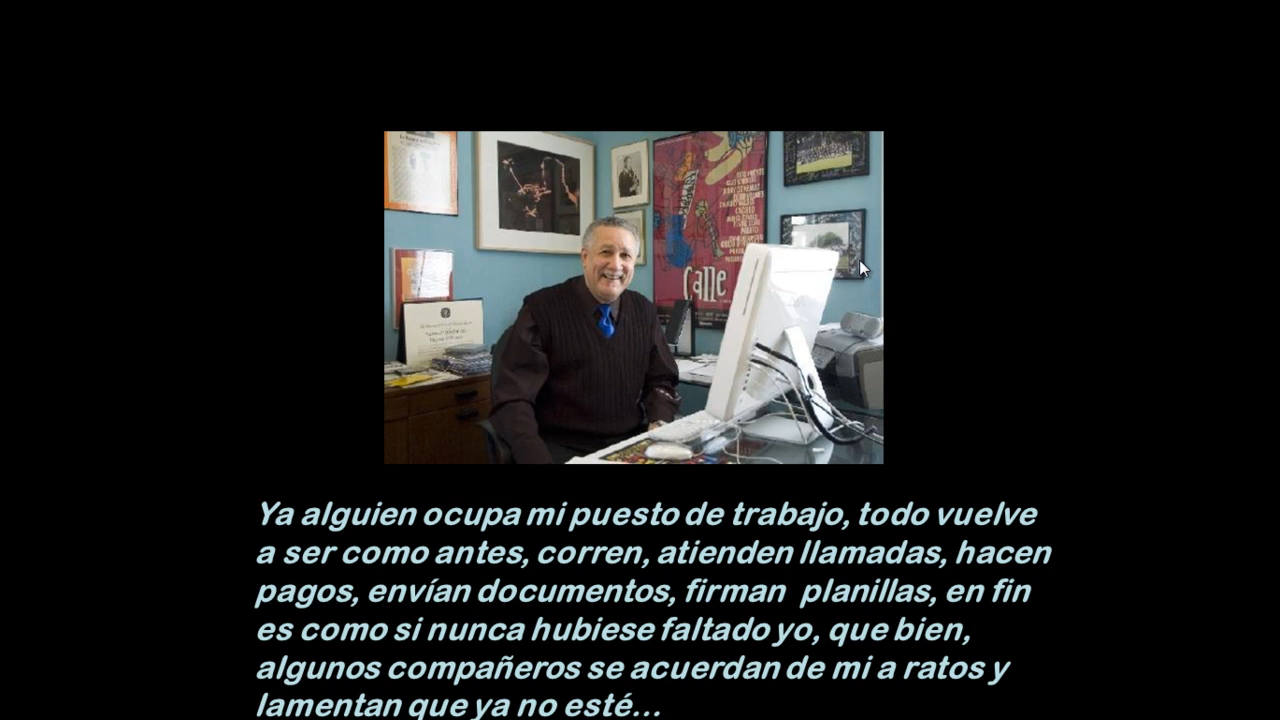 Calle
Ya alguien ocupa mi puesto de trabajo, todo vuelve
a ser como antes, corren, atienden llamadas, hacen
pagos, envían documentos, firman planillas, en fin
es como si nunca hubiese faltado yo, que bien,
algunos compañeros se acuerdan de mi a ratos y
lamentan que ya no esté...